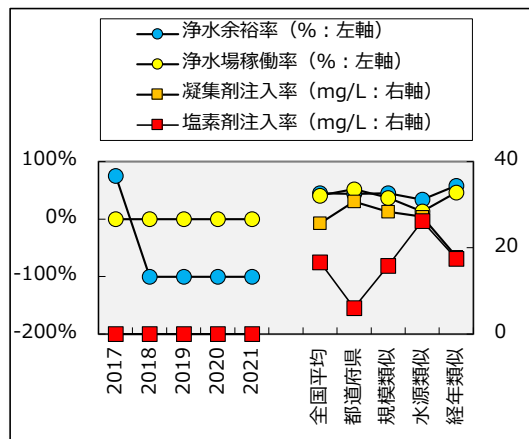 浄水余裕率（%：左軸）
浄水場稼働率（%：左軸）
凝集剤注入率（mg/L：右軸）
塩素剤注入率（mg/L：右軸）
100%
0%
-100%
-200%
40
20
0
2017
2018
2019
2020
2021
全国平均
都道府県
規模類似
水源類似
経年類似